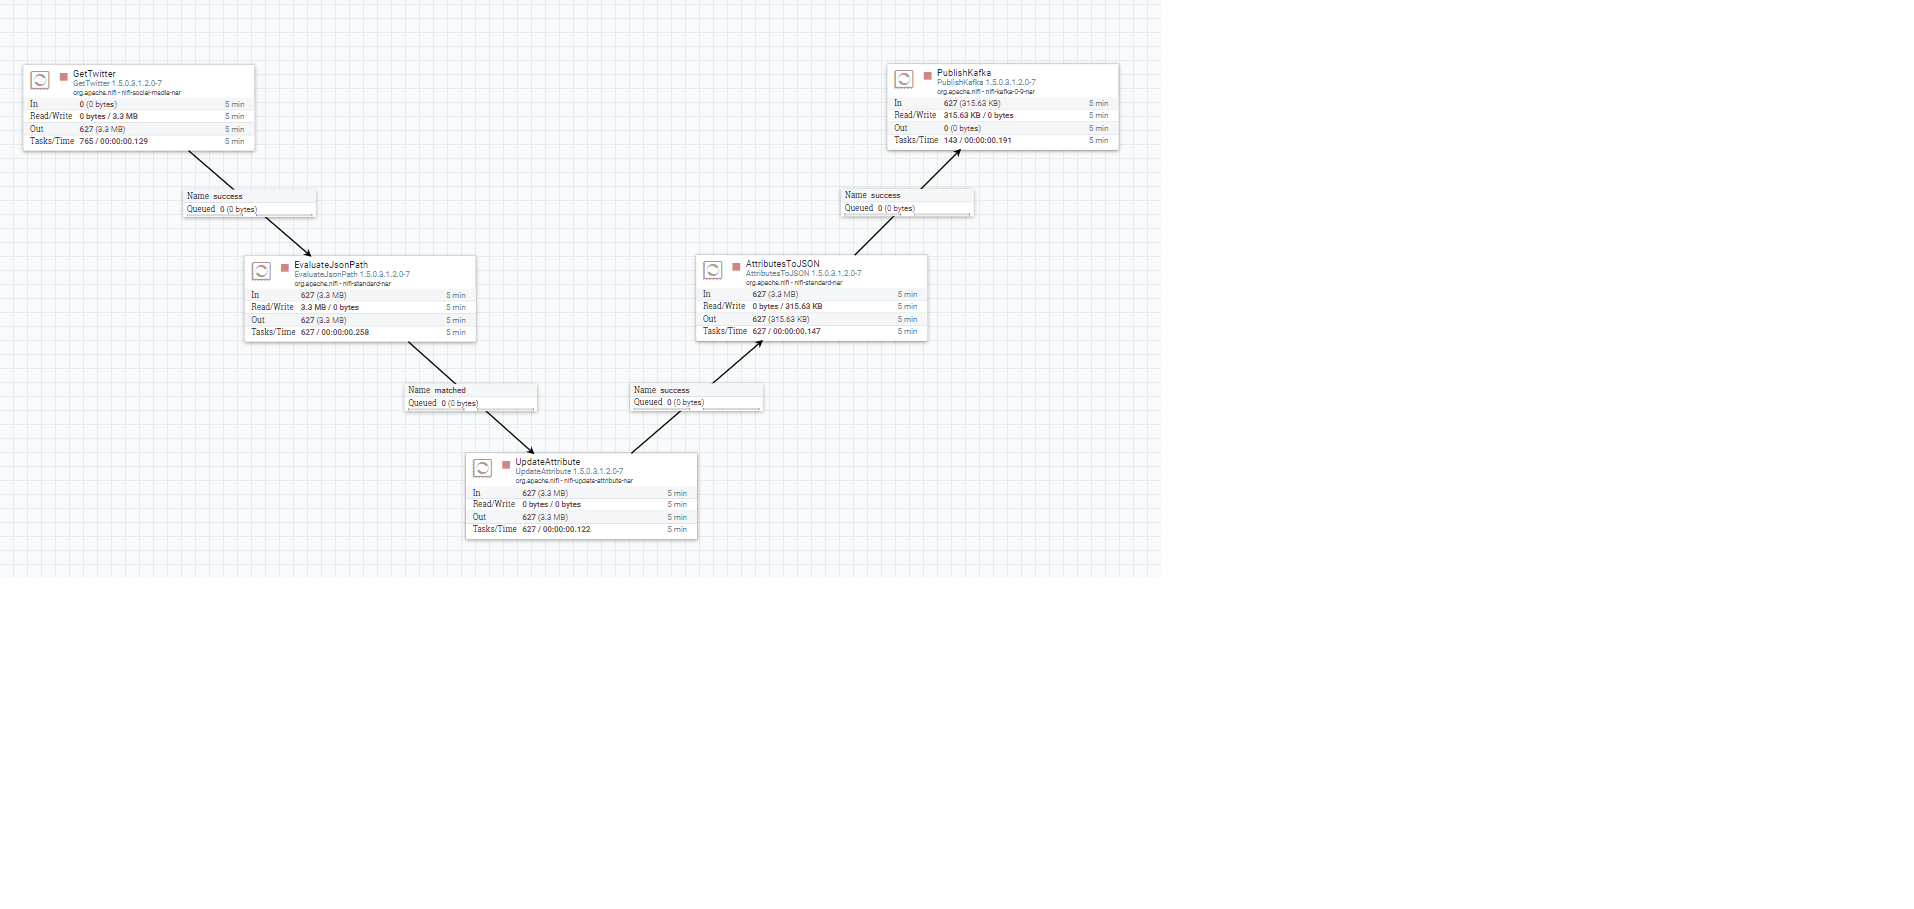 GetTwitter
GetTwitter 1.5.0.3.1.2.0-7
org.apache.nifi - nifi-social-media-nar
In 0 (0 bytes) 5 min
Read/Write 0 bytes / 3.3 MB 5 min
Out 627 (3.3 MB) 5 min
Tasks/Time 765 / 00:00:00.129 5 min
Name success
Queued 0 (0 bytes)
EvaluateJsonPath
EvaluateJsonPath 1.5.0.3.1.2.0-7
org.apache.nifi - nifi-standard-nar
In 627 (3.3 MB) 5 min
Read/Write 3.3 MB / 0 bytes 5 min
Out 627 (3.3 MB) 5 min
Tasks/Time 627 / 00:00:00.258 5 min
Name matched
Queued 0 (0 bytes)
UpdateAttribute
UpdateAttribute 1.5.0.3.1.2.0-7
org.apache.nifi - nifi-update-attribute-nar
In 627 (3.3 MB) 5 min
Read/Write 0 bytes / 0 bytes 5 min
Out 627 (3.3 MB) 5 min
Tasks/Time 627 / 00:00:00.122 5 min
Name success
Queued 0 (0 bytes)
AttributesToJSON
AttributesToJSON 1.5.0.3.1.2.0-7
org.apache.nifi - nifi-standard-nar
In 627 (3.3 MB) 5 min
Read/Write 0 bytes / 315.63 KB 5 min
Out 627 (315.63 KB) 5 min
Tasks/Time 627 / 00:00:00.147 5 min
Name success
Queued 0 (0 bytes)
PublishKafka
PublishKafka 1.5.0.3.1.2.0-7
org.apache.nifi - nifi-kafka-0-9-nar
In 627 (315.63 KB) 5 min
Read/Write 315.63 KB / 0 bytes 5 min
Out 0 (0 bytes) 5 min
Tasks/Time 143 / 00:00:00.191 5 min